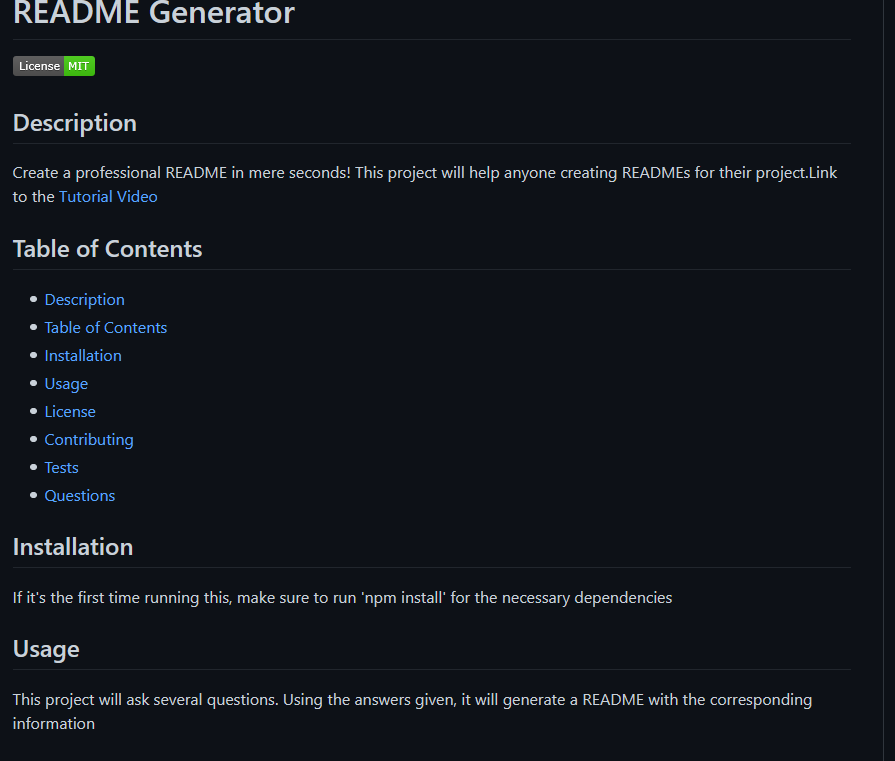 README Generator
License MIT
Description
Create a professional README in mere seconds! This project will help anyone creating READMEs for their project.Link
to the Tutorial Video
Table of Contents
Description
Table of Contents
Installation
Usage
License
Contributing
Tests
Questions
Installation
If it's the first time running this, make sure to run 'npm install' for the necessary dependencies
Usage
This project will ask several questions. Using the answers given, it will generate a README with the corresponding
information